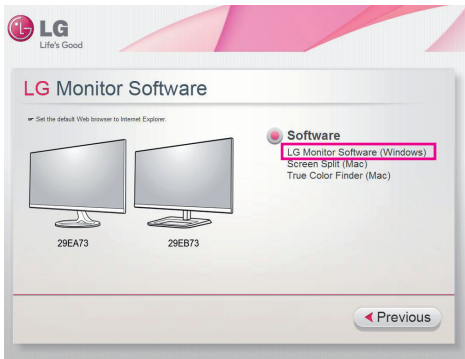 LG
Life's Good
LG Monitor Software
☞ Set the default Web browser to Internet Explorer.
Software
LG Monitor Software (Windows)
Screen Split (Mac)
True Color Finder (Mac)
29EA73
29EB73
Previous